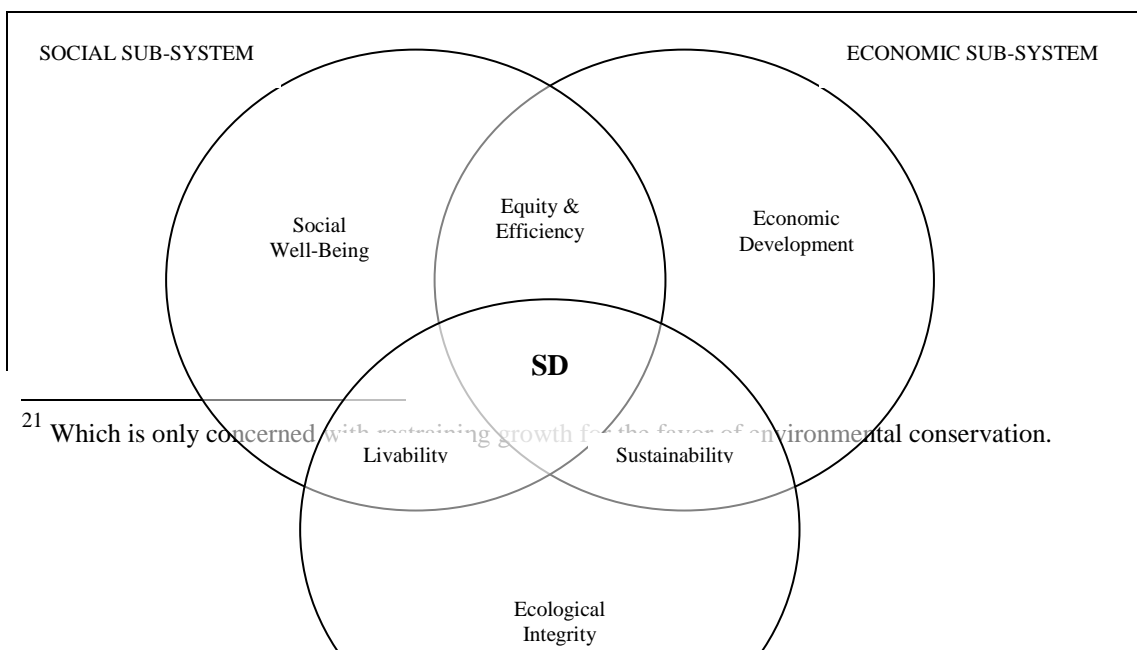 SOCIAL SUB-SYSTEM
ECONOMIC SUB-SYSTEM
Equity &
Efficiency
Social
Well-Being
Economic
Development
SD
21 Which is only concerned with restraining growth for the favor of environmental conservation.
Livability
Sustainability
Ecological
Integrity